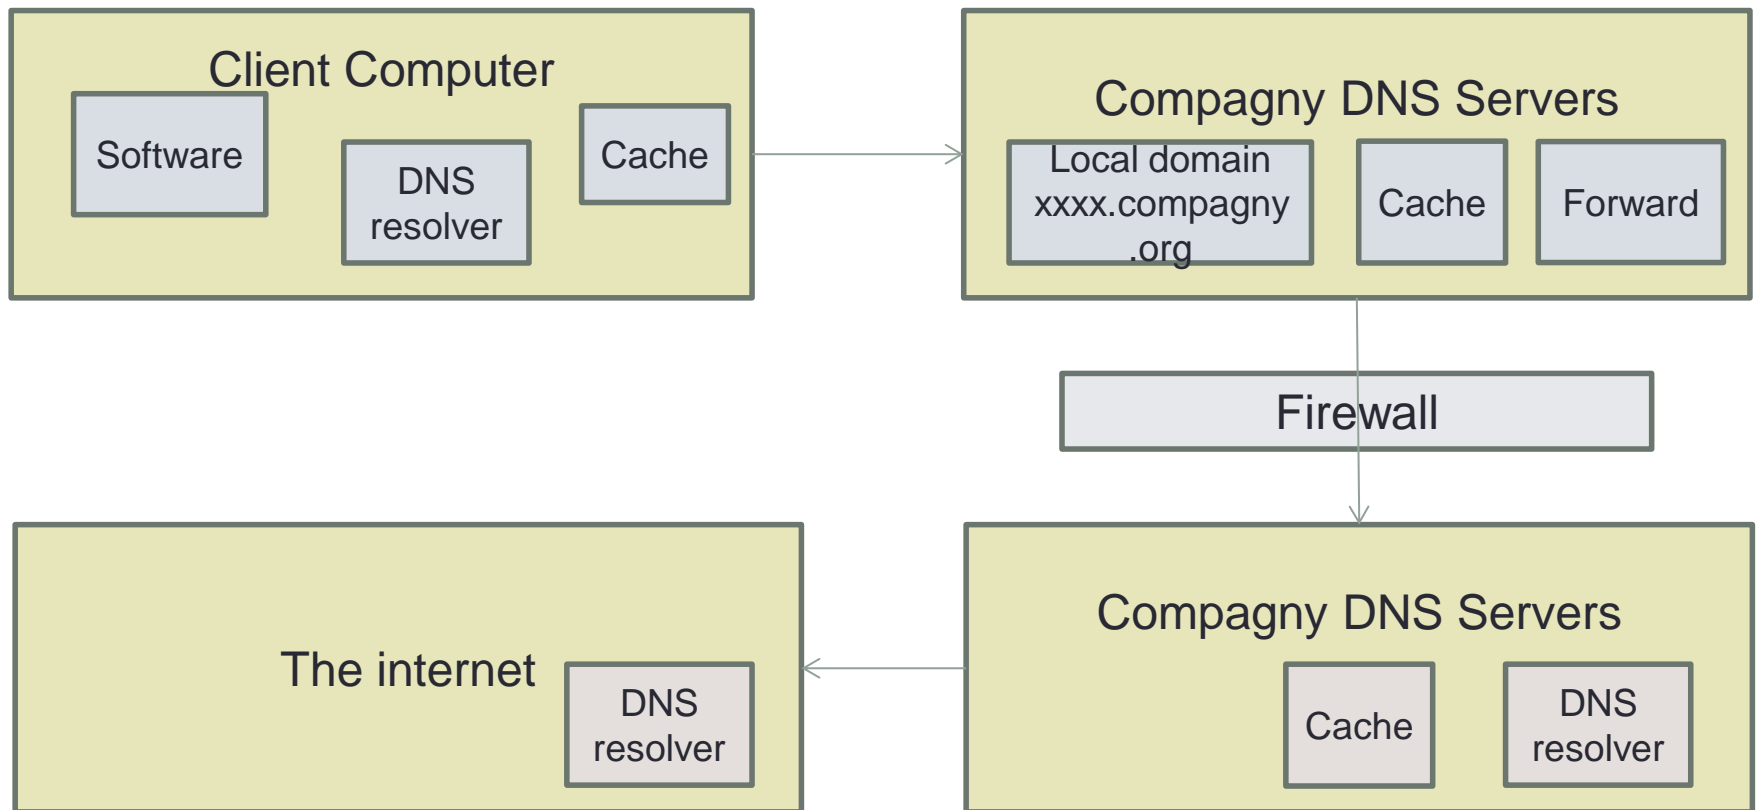 Client Computer
Software
DNS
resolver
Cache
Compagny DNS Servers
Local domain
xxxx.compagny
.org
Cache
Forward
Firewall
The internet
DNS
resolver
Compagny DNS Servers
Cache
DNS
resolver